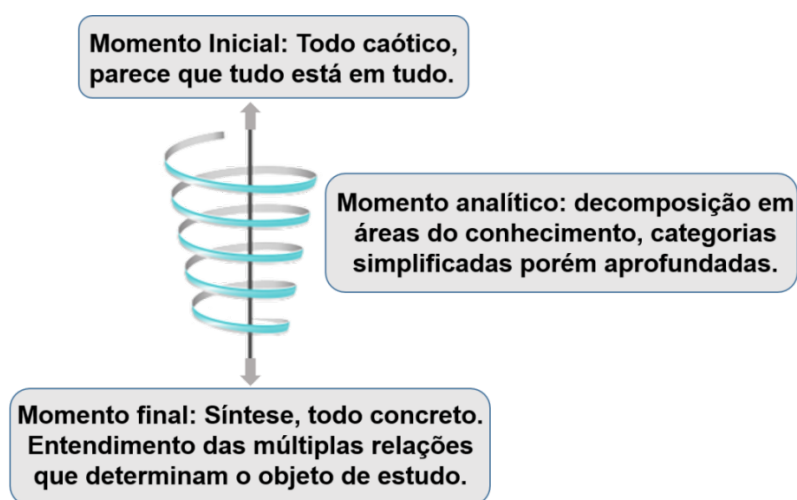 Momento Inicial: Todo caótico,
parece que tudo está em tudo.
Momento analítico: decomposição em
áreas do conhecimento, categorias
simplificadas porém aprofundadas.
Momento final: Síntese, todo concreto.
Entendimento das múltiplas relações
que determinam o objeto de estudo.